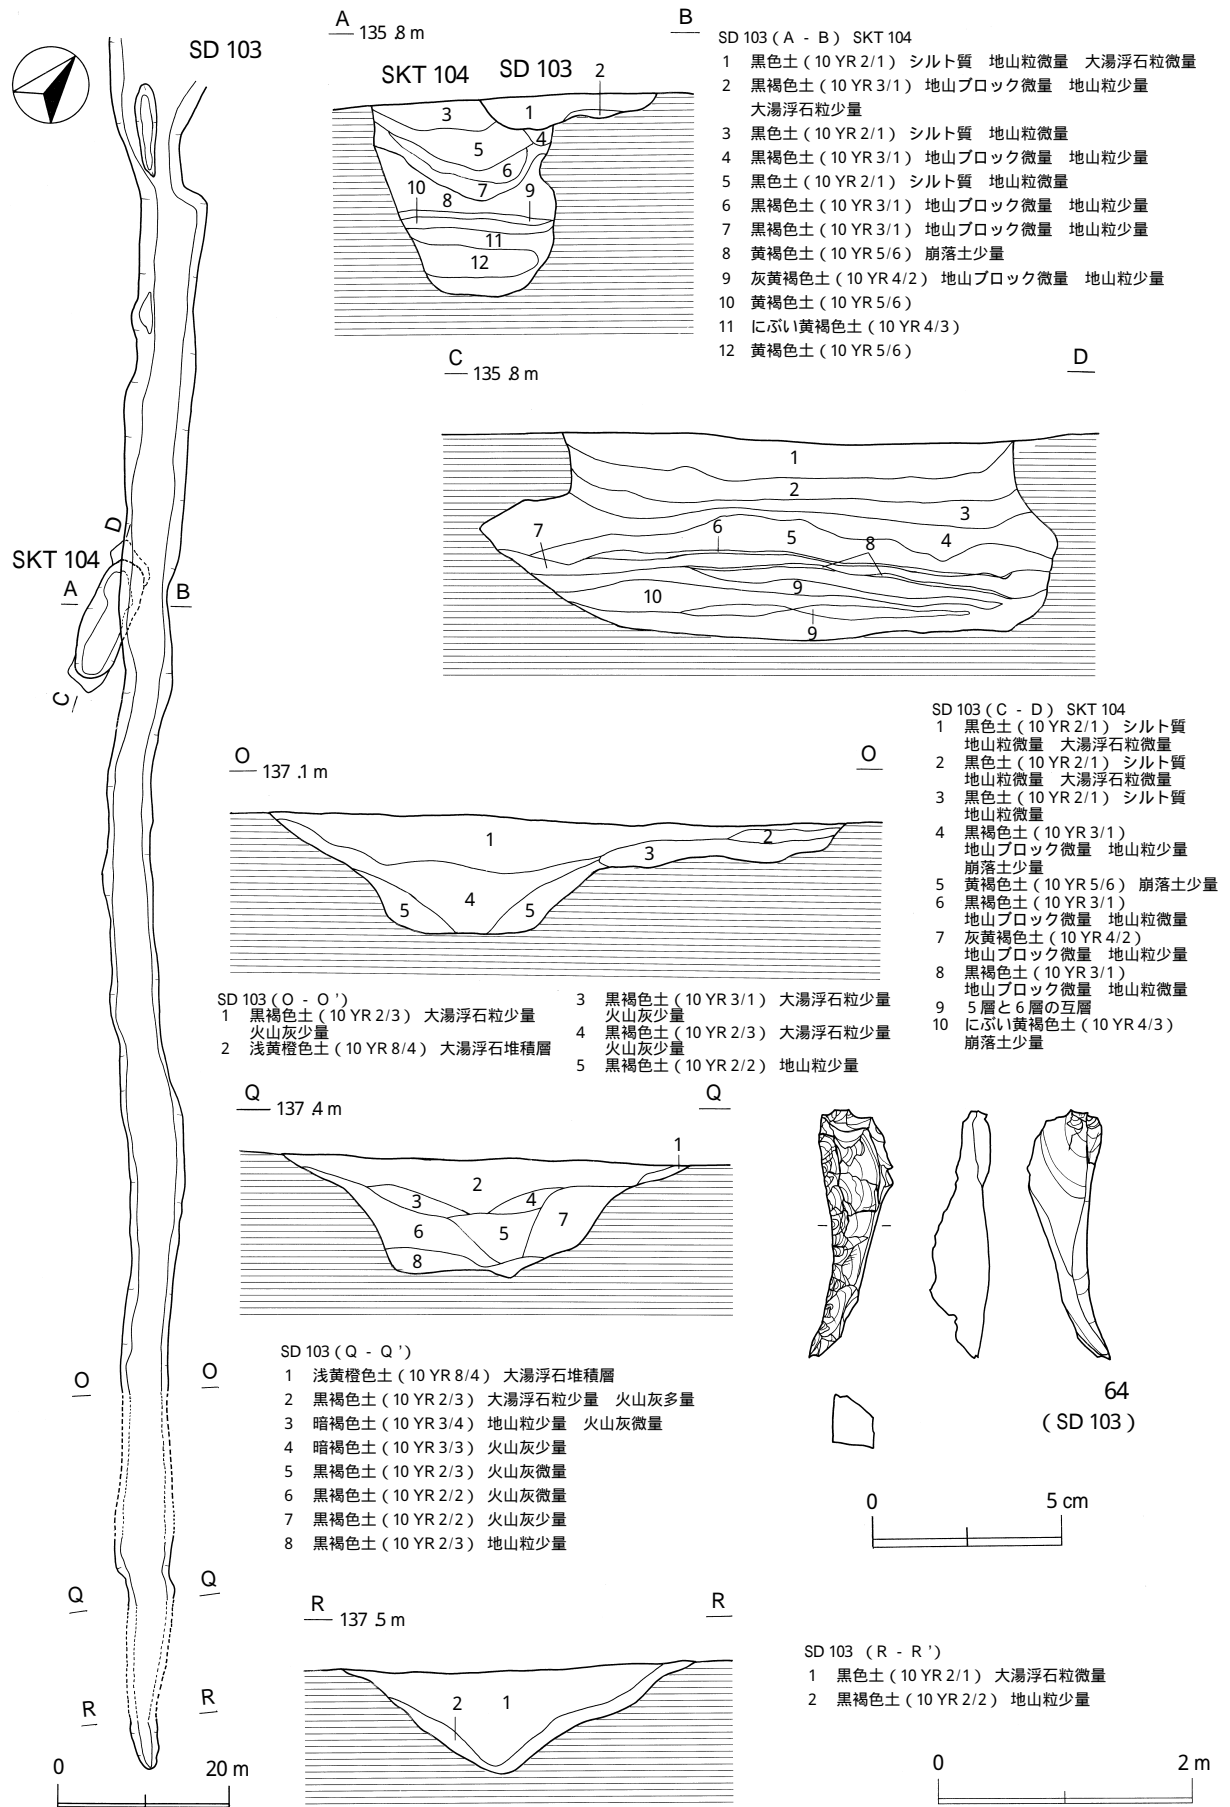 SD 103
A 135.8 m B
SKT 104 SD 103 2
3 1
4
5
6
10 7 9
8
11
12
SD 103 ( A - B ) SKT 104
1 黒色土 ( 10 YR 2/1 ) シルト質 地山粒微量 大湯浮石粒微量
2 黒褐色土 ( 10 YR 3/1 ) 地山ブロック微量 地山粒少量
大湯浮石粒少量
3 黒色土 ( 10 YR 2/1 ) シルト質 地山粒微量
4 黒褐色土 ( 10 YR 3/1 ) 地山ブロック微量 地山粒少量
5 黒色土 ( 10 YR 2/1 ) シルト質 地山粒微量
6 黒褐色土 ( 10 YR 3/1 ) 地山ブロック微量 地山粒少量
7 黒褐色土 ( 10 YR 3/1 ) 地山ブロック微量 地山粒少量
8 黄褐色土 ( 10 YR 5/6 ) 崩落土少量
9 灰黄褐色土 ( 10 YR 4/2 ) 地山ブロック微量 地山粒少量
10 黄褐色土 ( 10 YR 5/6 )
11 にぶい黄褐色土 ( 10 YR 4/3 )
12 黄褐色土 ( 10 YR 5/6 )
C 135.8 m D
1
2
3
7 6 5 8 4
9
10
9
D
SKT 104
A B
C
SD 103 ( C - D ) SKT 104
1 黒色土 ( 10 YR 2/1 ) シルト質
地山粒微量 大湯浮石粒微量
2 黒色土 ( 10 YR 2/1 ) シルト質
地山粒微量 大湯浮石粒微量
3 黒色土 ( 10 YR 2/1 ) シルト質
地山粒微量
4 黒褐色土 ( 10 YR 3/1 )
地山ブロック微量 地山粒少量
崩落土少量
5 黄褐色土 ( 10 YR 5/6 ) 崩落土少量
6 黒褐色土 ( 10 YR 3/1 )
地山ブロック微量 地山粒微量
7 灰黄褐色土 ( 10 YR 4/2 )
地山ブロック微量 地山粒少量
8 黒褐色土 ( 10 YR 3/1 )
地山ブロック微量 地山粒微量
9 5層と6層の互層
10 にぶい黄褐色土 ( 10 YR 4/3 )
崩落土少量
O 137.1 m O
1
2
3
4
5 5
SD 103 ( O - O ' )
1 黒褐色土 ( 10 YR 2/3 ) 大湯浮石粒少量
火山灰少量
2 浅黄橙色土 ( 10 YR 8/4 ) 大湯浮石堆積層
3 黒褐色土 ( 10 YR 3/1 ) 大湯浮石粒少量
火山灰少量
4 黒褐色土 ( 10 YR 2/3 ) 大湯浮石粒少量
火山灰少量
5 黒褐色土 ( 10 YR 2/2 ) 地山粒少量
Q 137.4 m Q
1
2
3 4
6 5 7
8
SD 103 ( Q - Q ' )
1 浅黄橙色土 ( 10 YR 8/4 ) 大湯浮石堆積層
2 黒褐色土 ( 10 YR 2/3 ) 大湯浮石粒少量 火山灰多量
3 暗褐色土 ( 10 YR 3/4 ) 地山粒少量 火山灰微量
4 暗褐色土 ( 10 YR 3/3 ) 火山灰少量
5 黒褐色土 ( 10 YR 2/3 ) 火山灰微量
6 黒褐色土 ( 10 YR 2/2 ) 火山灰微量
7 黒褐色土 ( 10 YR 2/2 ) 火山灰少量
8 黒褐色土 ( 10 YR 2/3 ) 地山粒少量
64
( SD 103 )
0 5 cm
O O
Q Q
R R
0 20 m
R 137.5 m R
2 1
SD 103 ( R - R ' )
1 黒色土 ( 10 YR 2/1 ) 大湯浮石粒微量
2 黒褐色土 ( 10 YR 2/2 ) 地山粒少量
0 2 m